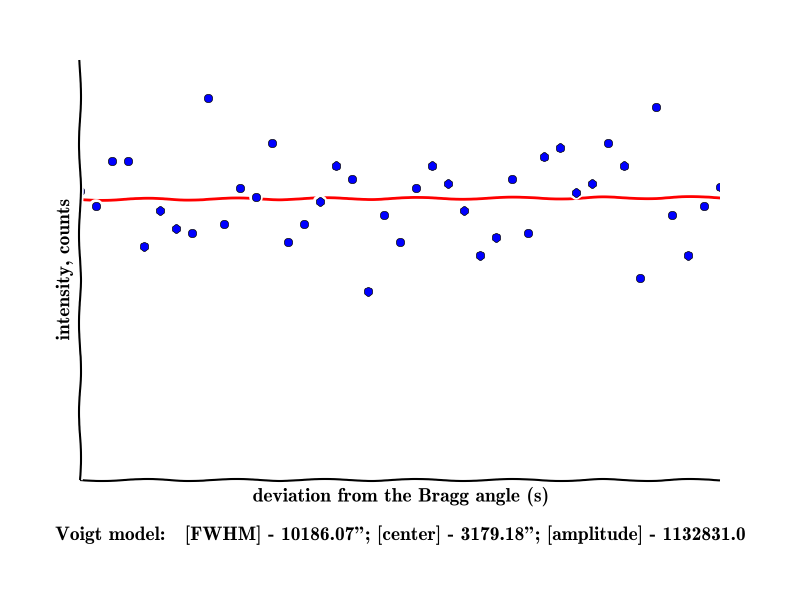 intensity, counts
deviation from the Bragg angle (s)
Voigt model: [FWHM] - 10186.07”; [center] - 3179.18”; [amplitude] - 1132831.0